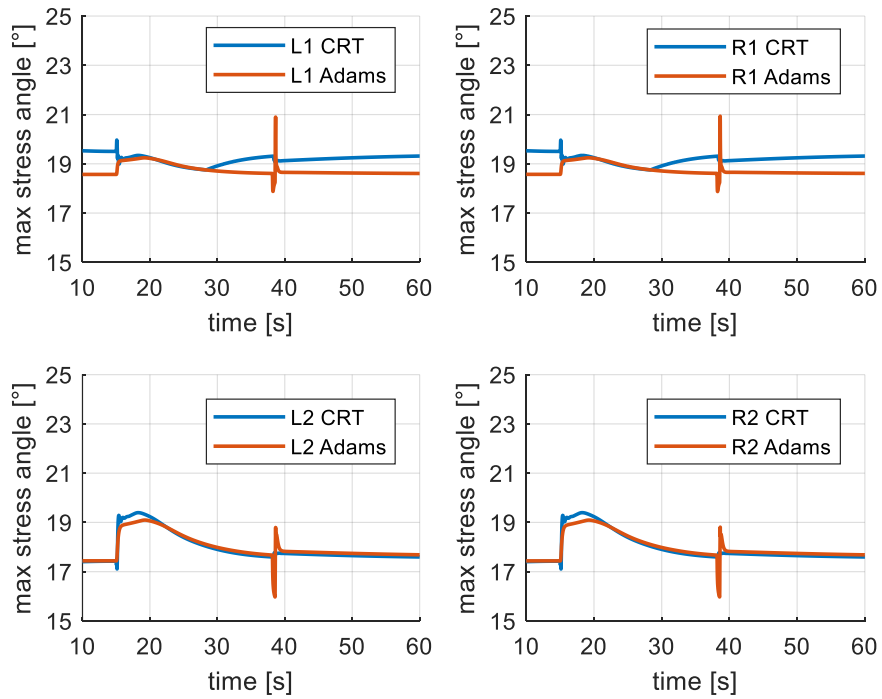 25
23
21
19
17
15
max stress angle [°]
L1 CRT
L1 Adams
10 20 30 40 50 60
time [s]
25
23
21
19
17
15
max stress angle [°]
R1 CRT
R1 Adams
10 20 30 40 50 60
time [s]
25
23
21
19
17
15
max stress angle [°]
L2 CRT
L2 Adams
10 20 30 40 50 60
time [s]
25
23
21
19
17
15
max stress angle [°]
R2 CRT
R2 Adams
10 20 30 40 50 60
time [s]